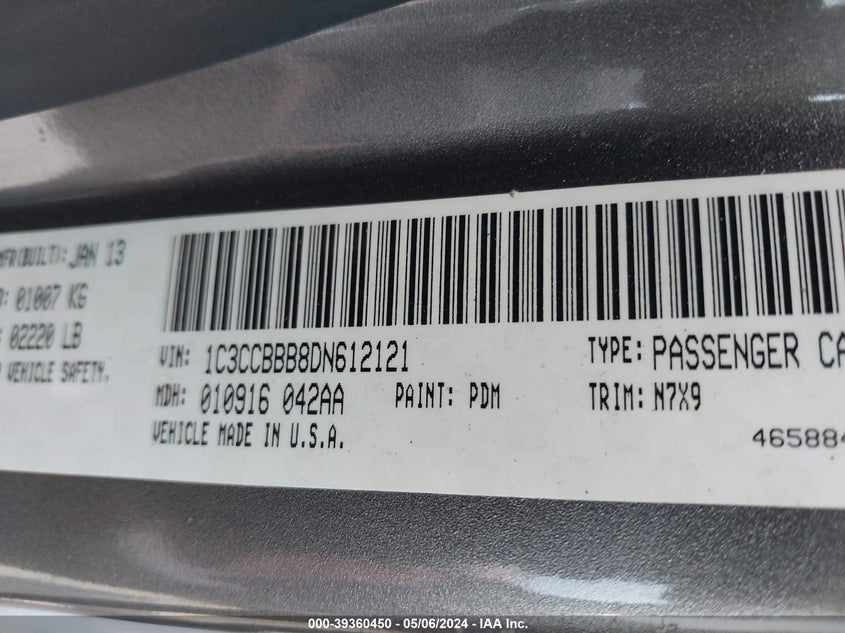 MFR(BUILT): JAN 13
01007 KG
02220 LB
VEHICLE SAFETY.
VIN: 1C3CCBBB8DN612121
TYPE: PASSENGER CA
MDH: 010916 042AA
PAINT: PDM
TRIM: N7X9
VEHICLE MADE IN U.S.A.
46588
000-39360450 - 05/06/2024 - IAA Inc.